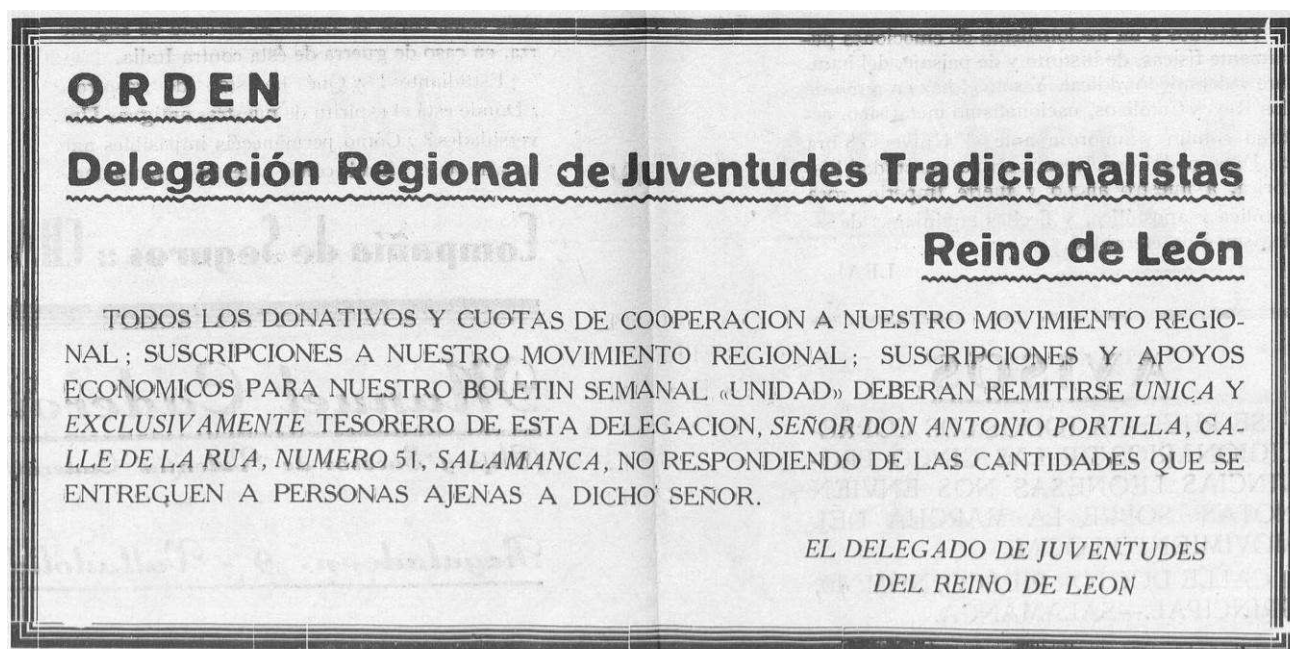 ORDEN
Delegación Regional de Juventudes Tradicionalistas
Reino de León
TODOS LOS DONATIVOS Y CUOTAS DE COOPERACION A NUESTRO MOVIMIENTO REGIO-
NAL; SUSCRIPCIONES A NUESTRO MOVIMIENTO REGIONAL; SUSCRIPCIONES Y APOYOS
ECONOMICOS PARA NUESTRO BOLETIN SEMANAL «UNIDAD» DEBERAN REMITIRSE UNICA Y
EXCLUSIVAMENTE TESORERO DE ESTA DELEGACION, SEÑOR DON ANTONIO PORTILLA, CA-
LLE DE LA RUA, NUMERO 51, SALAMANCA, NO RESPONDIENDO DE LAS CANTIDADES QUE SE
ENTREGUEN A PERSONAS AJENAS A DICHO SEÑOR.
EL DELEGADO DE JUVENTUDES
DEL REINO DE LEON